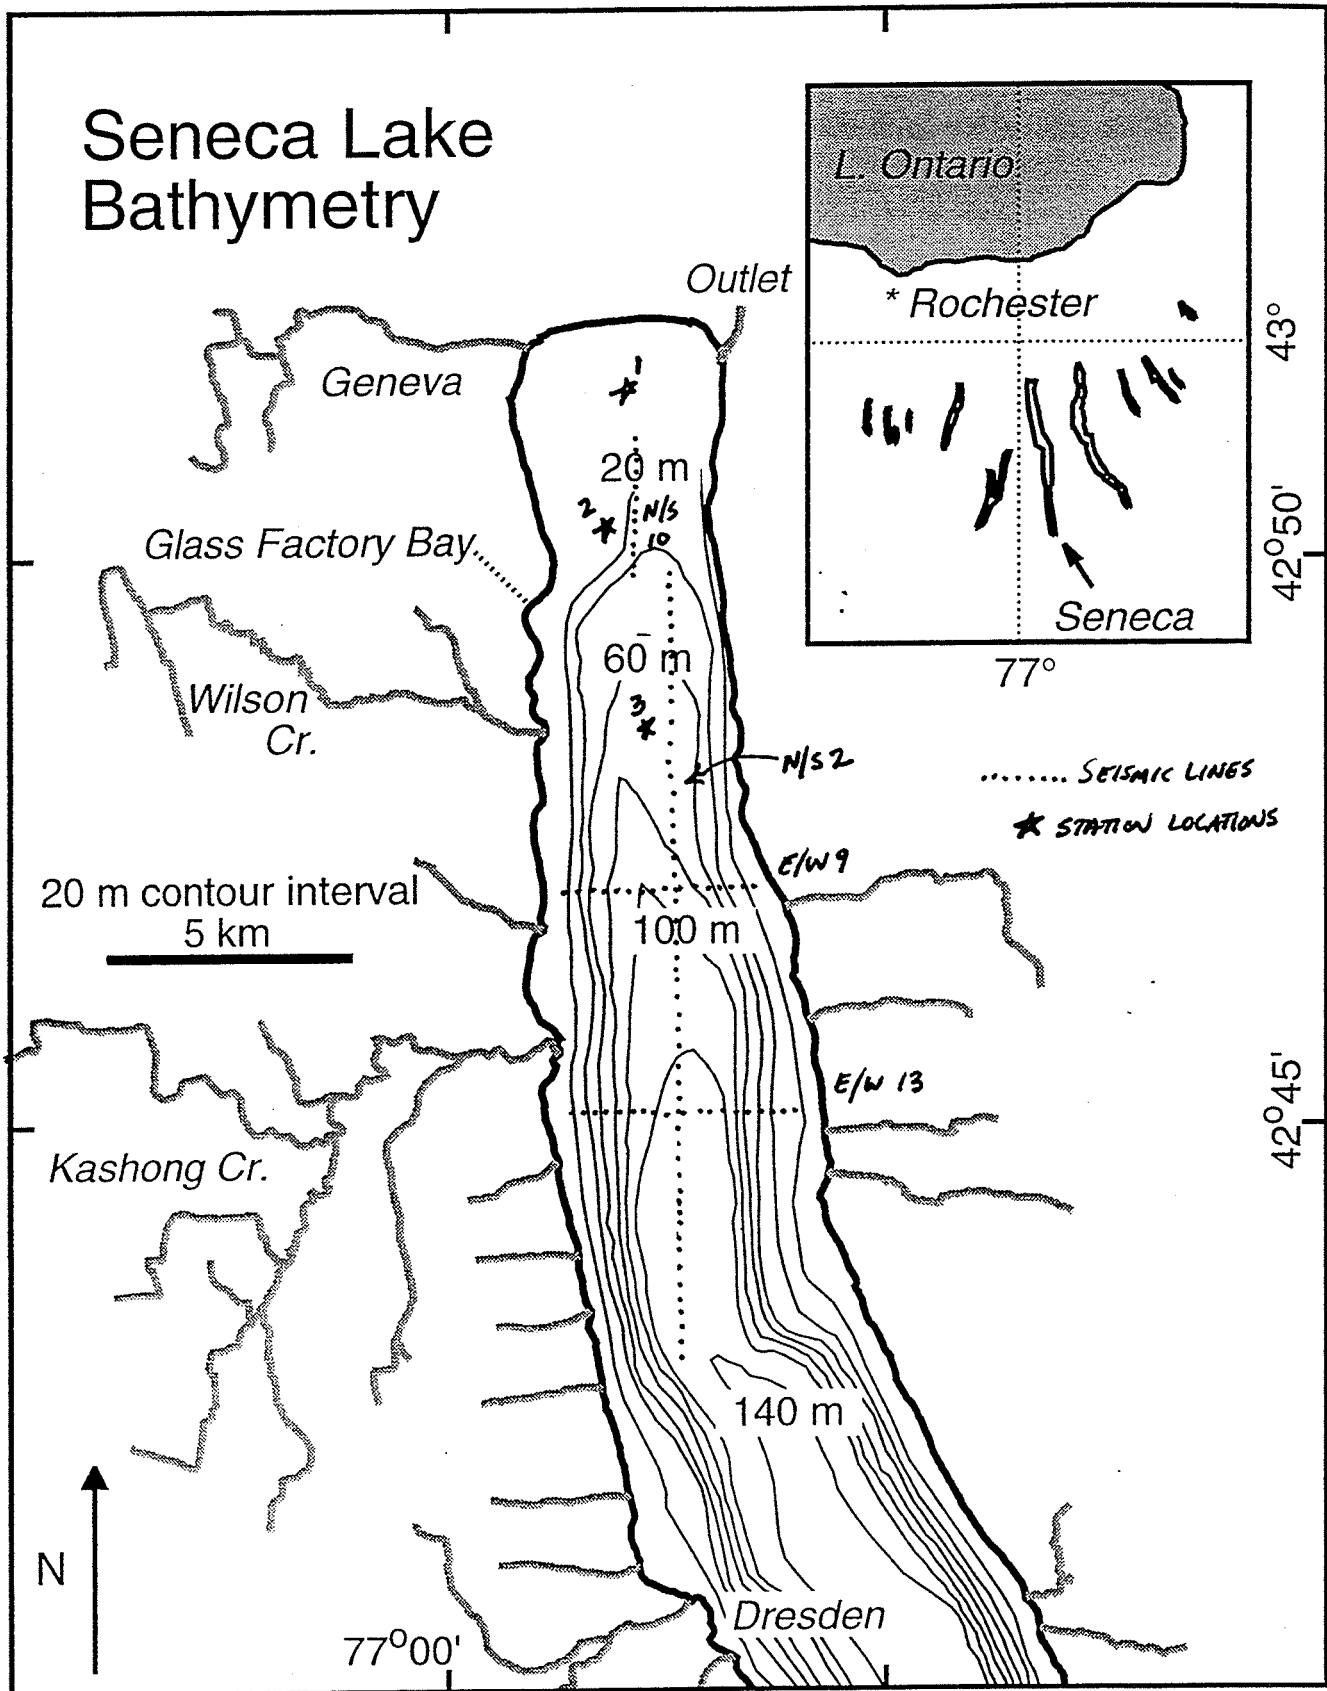 Seneca Lake
Bathymetry
L. Ontario
* Rochester
43°
Seneca
77°
Outlet
Geneva
1
20 m
2
N/S
10
Glass Factory Bay
42°50'
60 m
3
Wilson
Cr.
N/S 2
........ SEISMIC LINES
★ STATION LOCATIONS
E/W 9
20 m contour interval
5 km
100 m
E/W 13
42°45'
Kashong Cr.
140 m
N
Dresden
77°00'